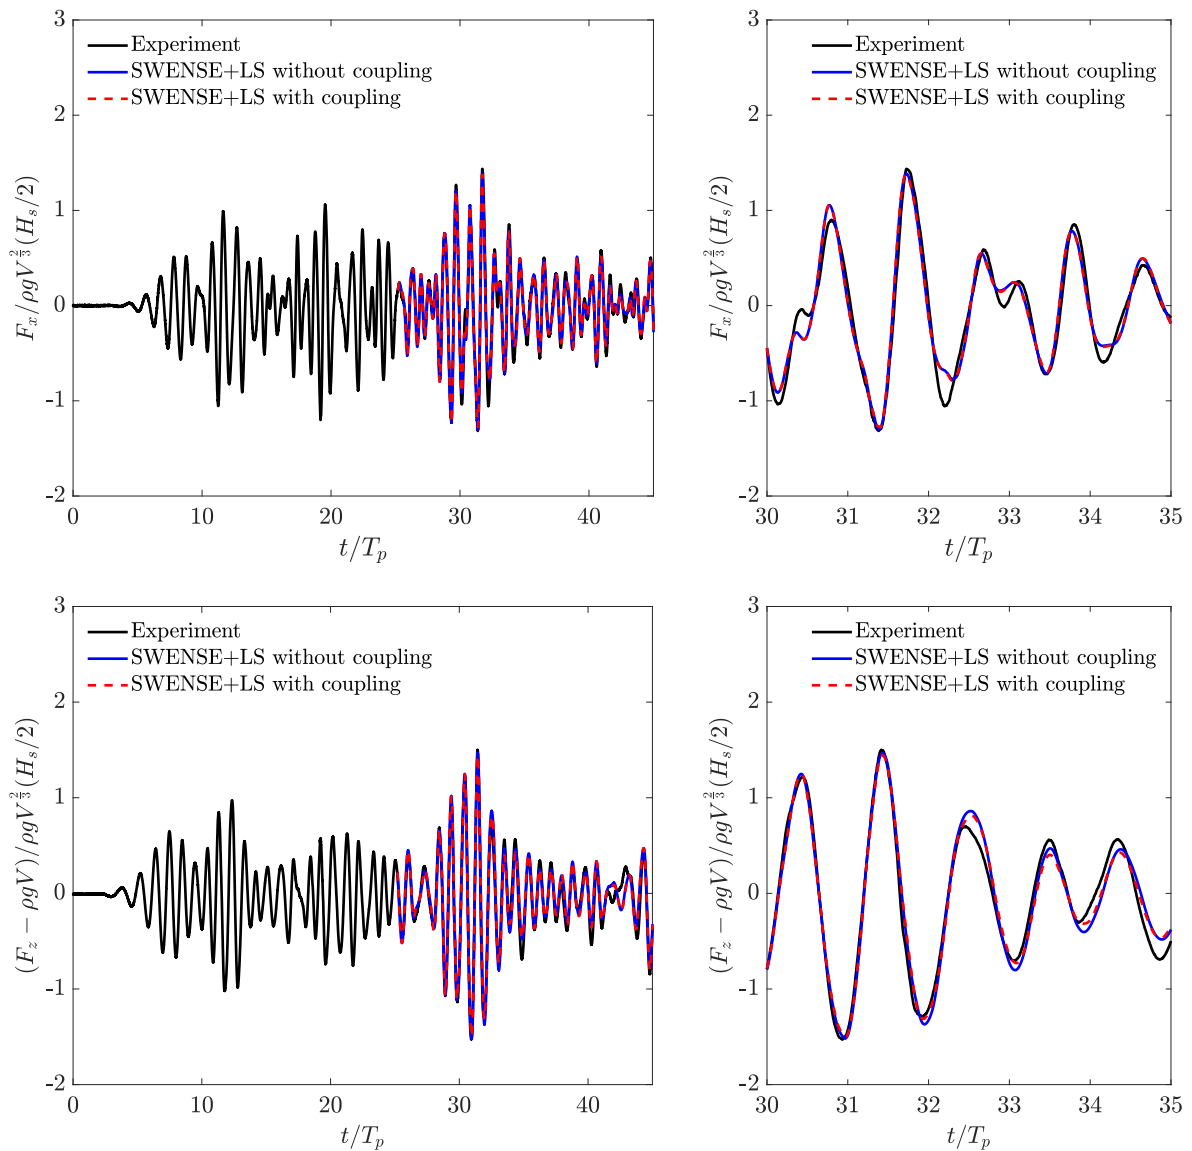 Experiment
SWENSE+LS without coupling
SWENSE+LS with coupling
3
2
1
0
-1
-2
0
10
20
30
40
t/T_p
F_x/ρgV^{2/3}(H_s/2)
Experiment
SWENSE+LS without coupling
SWENSE+LS with coupling
3
2
1
0
-1
-2
30
31
32
33
34
35
t/T_p
F_x/ρgV^{2/3}(H_s/2)
Experiment
SWENSE+LS without coupling
SWENSE+LS with coupling
3
2
1
0
-1
-2
0
10
20
30
40
t/T_p
(F_z − ρgV)/ρgV^{2/3}(H_s/2)
Experiment
SWENSE+LS without coupling
SWENSE+LS with coupling
3
2
1
0
-1
-2
30
31
32
33
34
35
t/T_p
(F_z − ρgV)/ρgV^{2/3}(H_s/2)